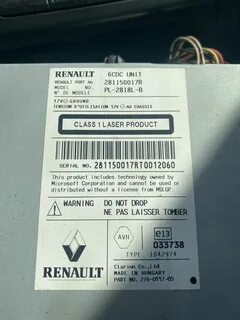 RENAULT 6CDC UNIT
RENAULT PART No. 281150017R
N° DE MODELE PL-2818L-B
12V⎓ GROUND
TENSION D'UTILISATION 12V⎓ AU CHASSIS
CLASS 1 LASER PRODUCT
SERIAL NO. 281150017RT0012060
This product includes technology owned by
Microsoft Corporation and cannot be used or
distributed without a license from MSLGP.
WARNING DO NOT DROP
NE PAS LAISSER TOMBER
AVH e13
033738
TYPE 1042974
RENAULT
Clarion Co.,Ltd
MADE IN HUNGARY
PART NO. 276-0117-05